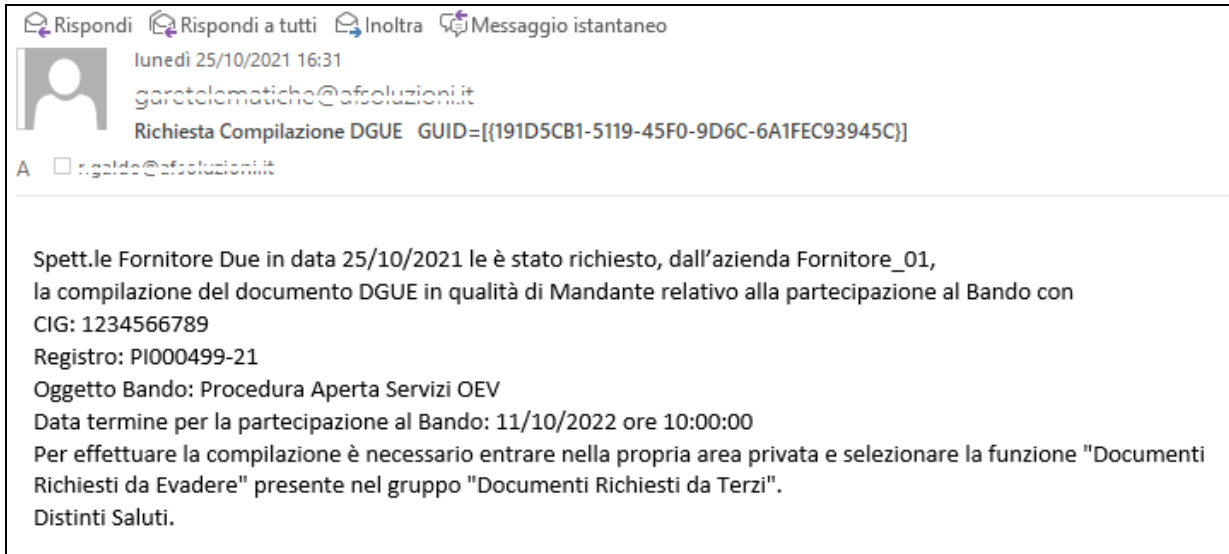 Rispondi Rispondi a tutti Inoltra Messaggio istantaneo
lunedì 25/10/2021 16:31
Richiesta Compilazione DGUE GUID=[{191D5CB1-5119-45F0-9D6C-6A1FEC93945C}]
A
Spett.le Fornitore Due in data 25/10/2021 le è stato richiesto, dall'azienda Fornitore_01,
la compilazione del documento DGUE in qualità di Mandante relativo alla partecipazione al Bando con
CIG: 1234566789
Registro: PI000499-21
Oggetto Bando: Procedura Aperta Servizi OEV
Data termine per la partecipazione al Bando: 11/10/2022 ore 10:00:00
Per effettuare la compilazione è necessario entrare nella propria area privata e selezionare la funzione "Documenti
Richiesti da Evadere" presente nel gruppo "Documenti Richiesti da Terzi".
Distinti Saluti.